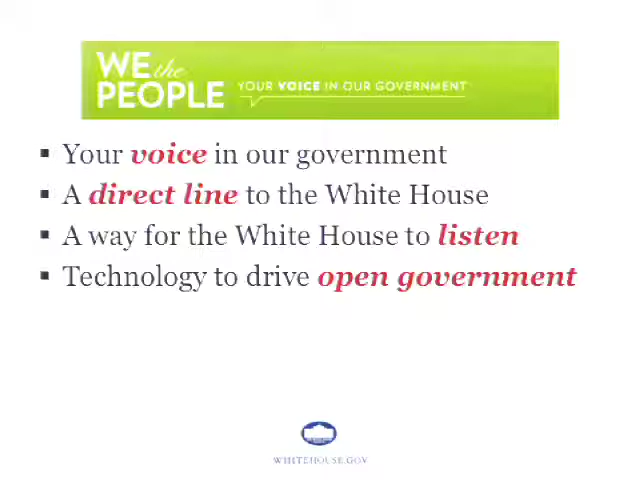 WE the
PEOPLE YOUR VOICE IN OUR GOVERNMENT
▪ Your voice in our government
▪ A direct line to the White House
▪ A way for the White House to listen
▪ Technology to drive open government
WHITEHOUSE.GOV